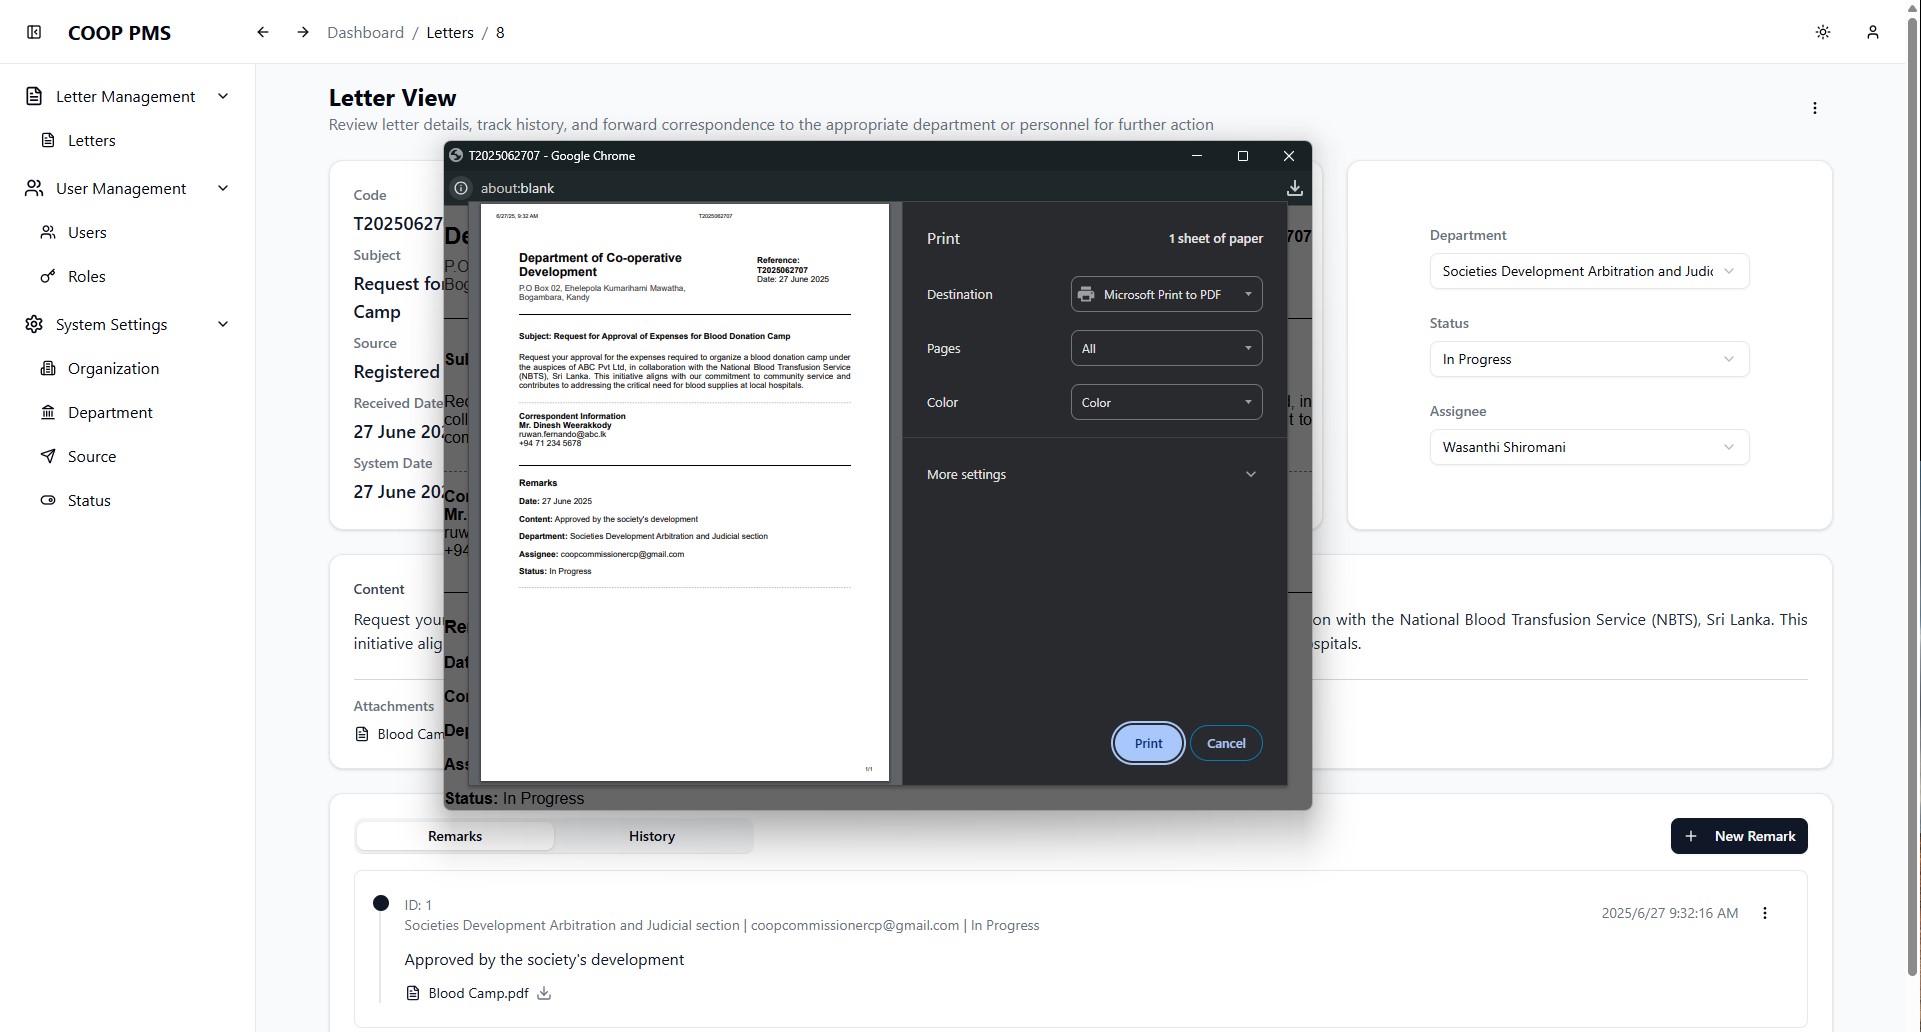 COOP PMS
Dashboard / Letters / 8
Letter Management
Letters
User Management
Users
Roles
System Settings
Organization
Department
Source
Status
Letter View
Review letter details, track history, and forward correspondence to the appropriate department or personnel for further action
Code
T20250627
Subject
Request fo
Camp
Source
Registered
Received Date
27 June 202
System Date
27 June 202
Department
Societies Development Arbitration and Judic
Status
In Progress
Assignee
Wasanthi Shiromani
Content
Request your
on with the National Blood Transfusion Service (NBTS), Sri Lanka. This
initiative alig
spitals.
Attachments
Blood Cam
T2025062707 - Google Chrome
about:blank
6/27/25, 9:32 AM T2025062707
Department of Co-operative
Development
P.O Box 02, Ehelepola Kumarihami Mawatha,
Bogambara, Kandy
Reference:
T2025062707
Date: 27 June 2025
Subject: Request for Approval of Expenses for Blood Donation Camp
Request your approval for the expenses required to organize a blood donation camp under
the auspices of ABC Pvt Ltd, in collaboration with the National Blood Transfusion Service
(NBTS), Sri Lanka. This initiative aligns with our commitment to community service and
contributes to addressing the critical need for blood supplies at local hospitals.
Correspondent Information
Mr. Dinesh Weerakkody
ruwan.fernando@abc.lk
+94 71 234 5678
Remarks
Date: 27 June 2025
Content: Approved by the society's development
Department: Societies Development Arbitration and Judicial section
Assignee: coopcommissionercp@gmail.com
Status: In Progress
1/1
Print
1 sheet of paper
Destination
Microsoft Print to PDF
Pages
All
Color
Color
More settings
Print
Cancel
De
707
P.O
Bog
Sul
Rec
d, in
coll
t to
con
Cor
Mr.
ruw
+94
Re
Dat
Cor
Dep
Ass
Status: In Progress
Remarks
History
New Remark
ID: 1
Societies Development Arbitration and Judicial section | coopcommissionercp@gmail.com | In Progress
2025/6/27 9:32:16 AM
Approved by the society's development
Blood Camp.pdf